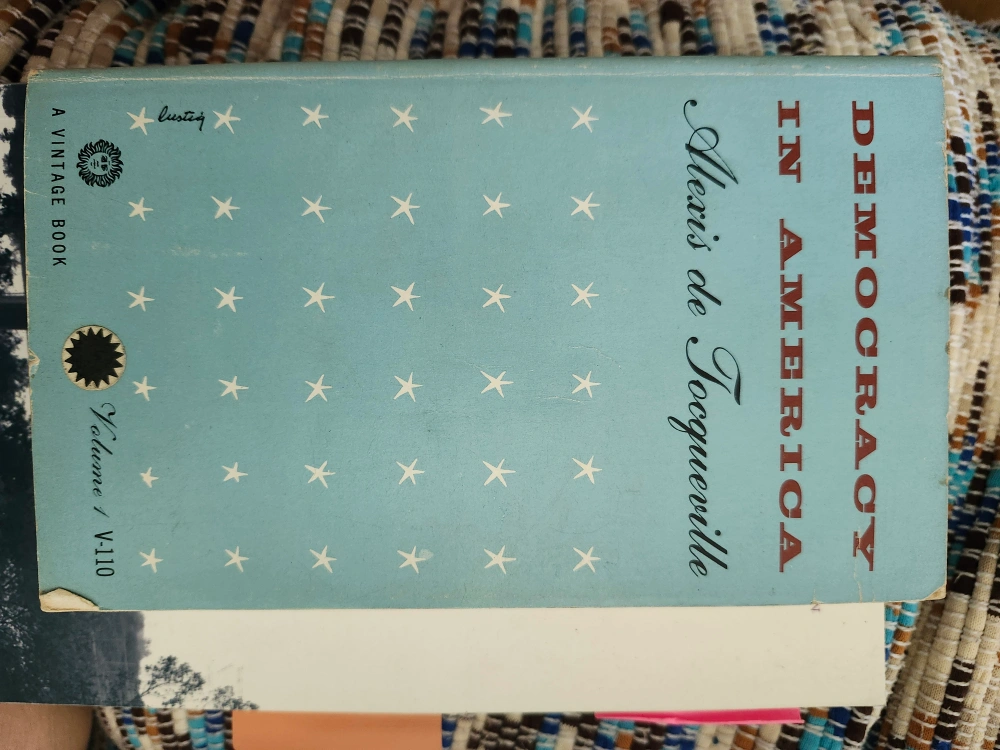 DEMOCRACY
IN AMERICA
Alexis de Tocqueville
lustig
A VINTAGE BOOK
Volume 1 V-110
N